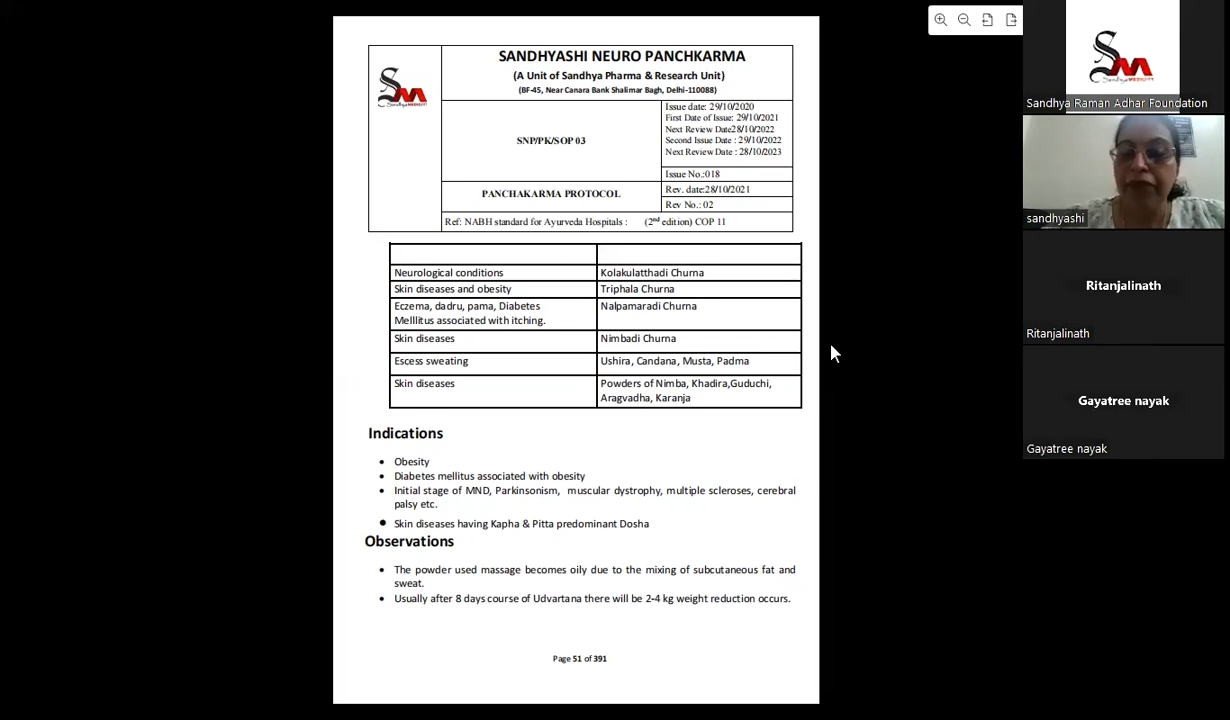 SANDHYASHI NEURO PANCHKARMA
(A Unit of Sandhya Pharma & Research Unit)
(BF-45, Near Canara Bank Shalimar Bagh, Delhi-110088)
SNP/PK/SOP 03
Issue date: 29/10/2020
First Date of Issue: 29/10/2021
Next Review Date28/10/2022
Second Issue Date : 29/10/2022
Next Review Date : 28/10/2023
Issue No.:018
PANCHAKARMA PROTOCOL
Rev. date:28/10/2021
Rev No.: 02
Ref: NABH standard for Ayurveda Hospitals : (2nd edition) COP 11
Neurological conditions Kolakulatthadi Churna
Skin diseases and obesity Triphala Churna
Eczema, dadru, pama, Diabetes Nalpamaradi Churna
Melllitus associated with itching.
Skin diseases Nimbadi Churna
Escess sweating Ushira, Candana, Musta, Padma
Skin diseases Powders of Nimba, Khadira,Guduchi,
Aragvadha, Karanja
Indications
• Obesity
• Diabetes mellitus associated with obesity
• Initial stage of MND, Parkinsonism, muscular dystrophy, multiple scleroses, cerebral
palsy etc.
• Skin diseases having Kapha & Pitta predominant Dosha
Observations
• The powder used massage becomes oily due to the mixing of subcutaneous fat and
sweat.
• Usually after 8 days course of Udvartana there will be 2-4 kg weight reduction occurs.
Page 51 of 391
Sandhya Raman Adhar Foundation
sandhyashi
Ritanjalinath
Ritanjalinath
Gayatree nayak
Gayatree nayak